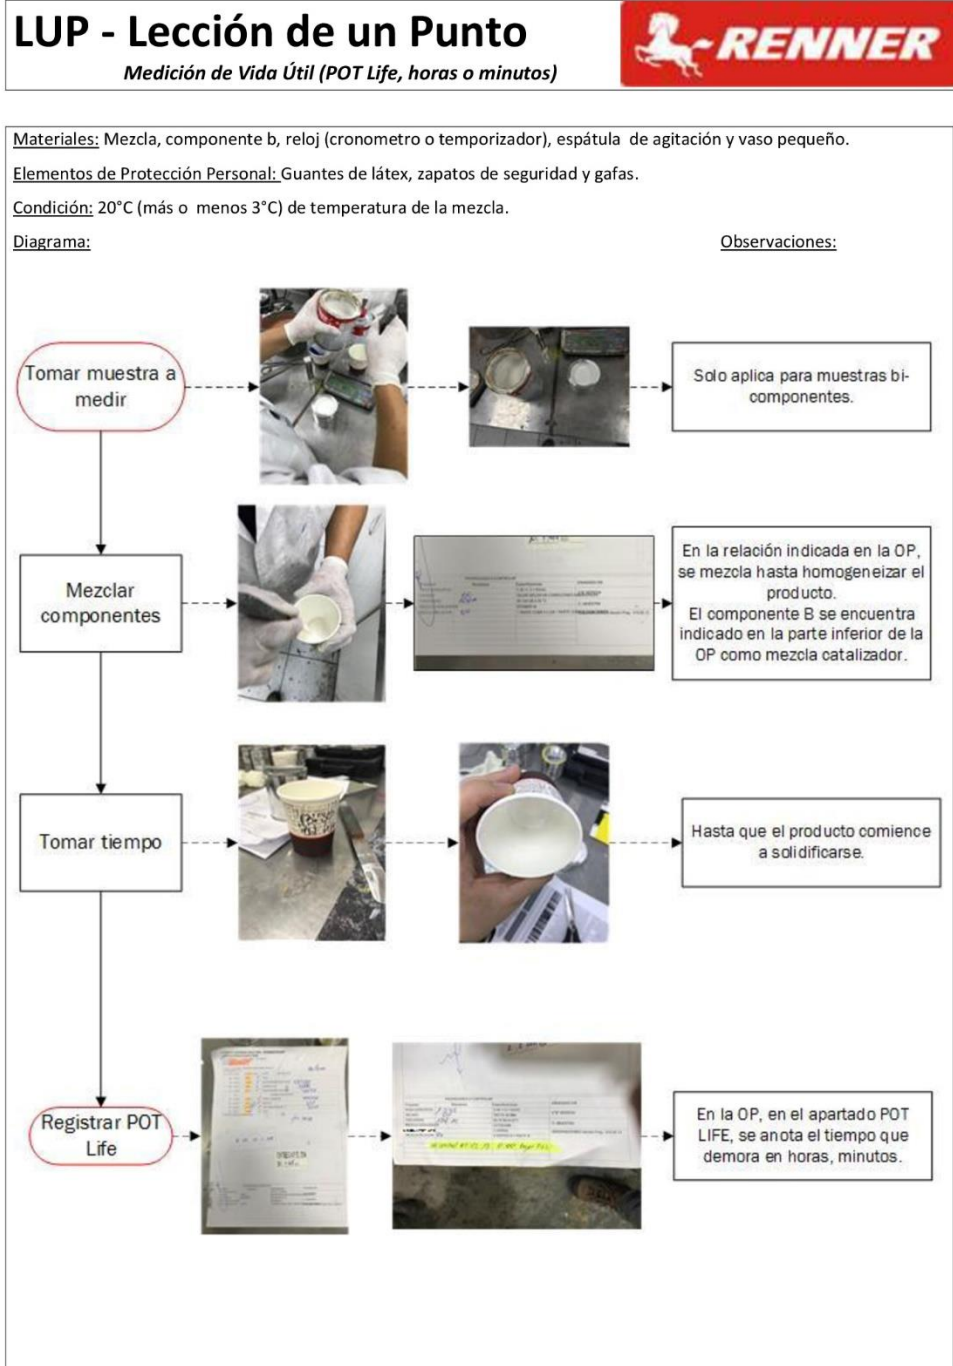 LUP - Lección de un Punto
Medición de Vida Útil (POT Life, horas o minutos)
RENNER
Materiales: Mezcla, componente b, reloj (cronometro o temporizador), espátula de agitación y vaso pequeño.
Elementos de Protección Personal: Guantes de látex, zapatos de seguridad y gafas.
Condición: 20°C (más o menos 3°C) de temperatura de la mezcla.
Diagrama:
Observaciones:
Tomar muestra a
medir
Solo aplica para muestras bi-
componentes.
Mezclar
componentes
En la relación indicada en la OP,
se mezcla hasta homogeneizar el
producto.
El componente B se encuentra
indicado en la parte inferior de la
OP como mezcla catalizador.
Tomar tiempo
Hasta que el producto comience
a solidificarse.
Registrar POT
Life
En la OP, en el apartado POT
LIFE, se anota el tiempo que
demora en horas, minutos.